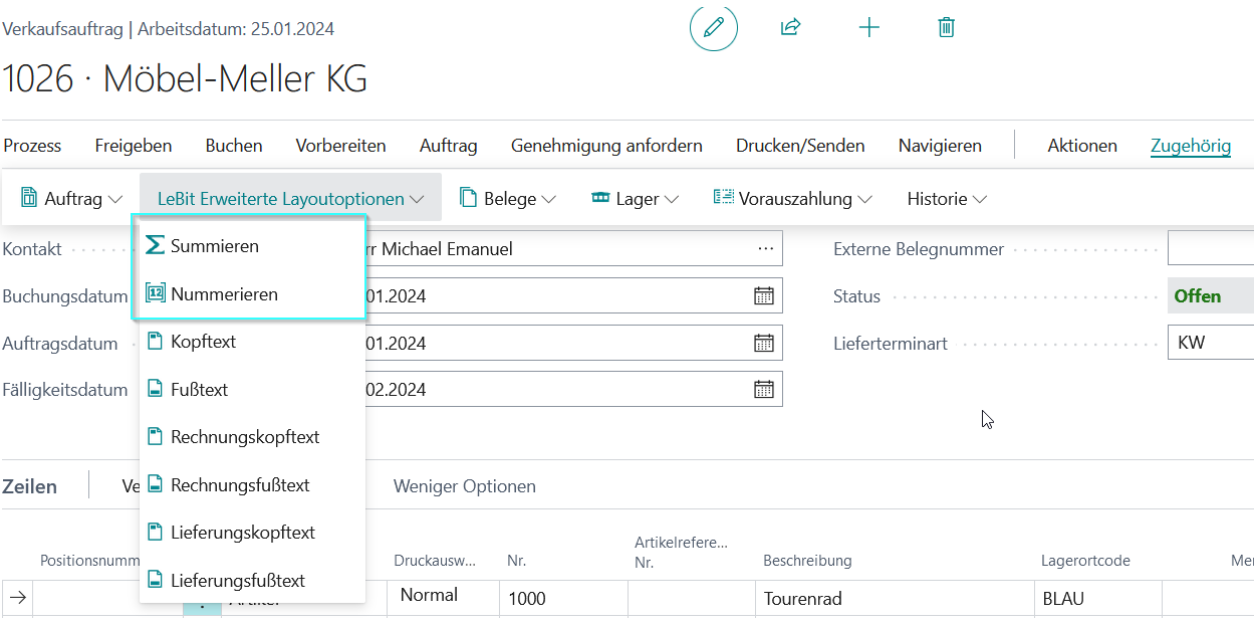 Verkaufsauftrag | Arbeitsdatum: 25.01.2024
1026 · Möbel-Meller KG
Prozess Freigeben Buchen Vorbereiten Auftrag Genehmigung anfordern Drucken/Senden Navigieren Aktionen Zugehörig
Auftrag LeBit Erweiterte Layoutoptionen Belege Lager Vorauszahlung Historie
Summieren
Nummerieren
Kopftext
Fußtext
Rechnungskopftext
Rechnungsfußtext
Lieferungskopftext
Lieferungsfußtext
Kontakt Michael Emanuel Externe Belegnummer
Buchungsdatum 01.2024 Status Offen
Auftragsdatum 01.2024 Lieferterminart KW
Fälligkeitsdatum 02.2024
Zeilen Weniger Optionen
Positionsnumm Druckausw... Nr. Artikelrefere... Nr. Beschreibung Lagerortcode
Normal 1000 Tourenrad BLAU